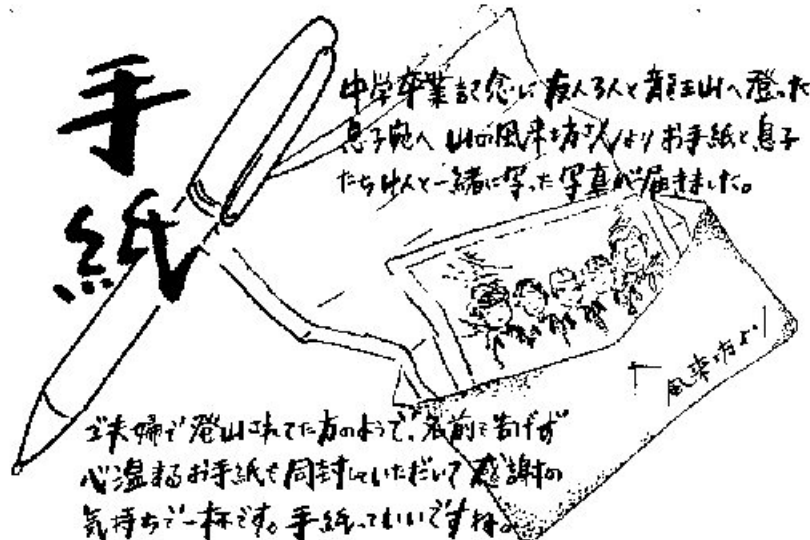 手紙
中学卒業記念に友人3人と竜王山へ登った
息子宛へ 山の風来坊さんよりお手紙と息子
たち4人と一緒に写った写真が届きました。
風来坊より
ご夫婦で登山されてた方のようで、名前も告げず
心温まるお手紙も同封していただいて感謝の
気持ちで一杯です。手紙っていいですね。